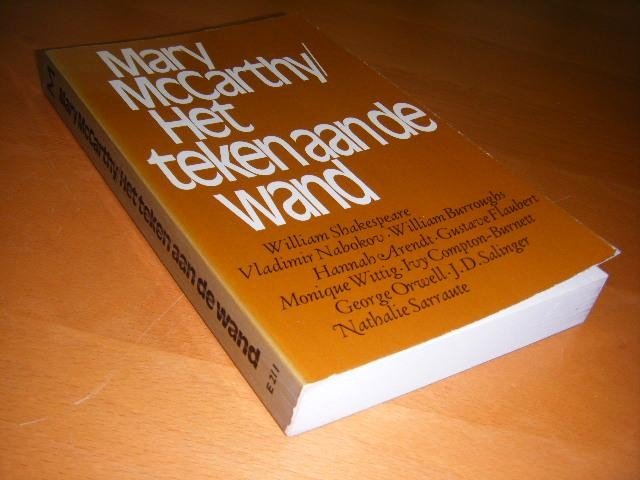 Mary
McCarthy/
Het
teken aan de
wand
William Shakespeare
Vladimir Nabokov · William Burroughs
Hannah Arendt · Gustave Flaubert
Monique Wittig · Ivy Compton-Burnett
George Orwell · J.D. Salinger
Nathalie Sarraute
Mary McCarthy Het teken aan de wand
E 211